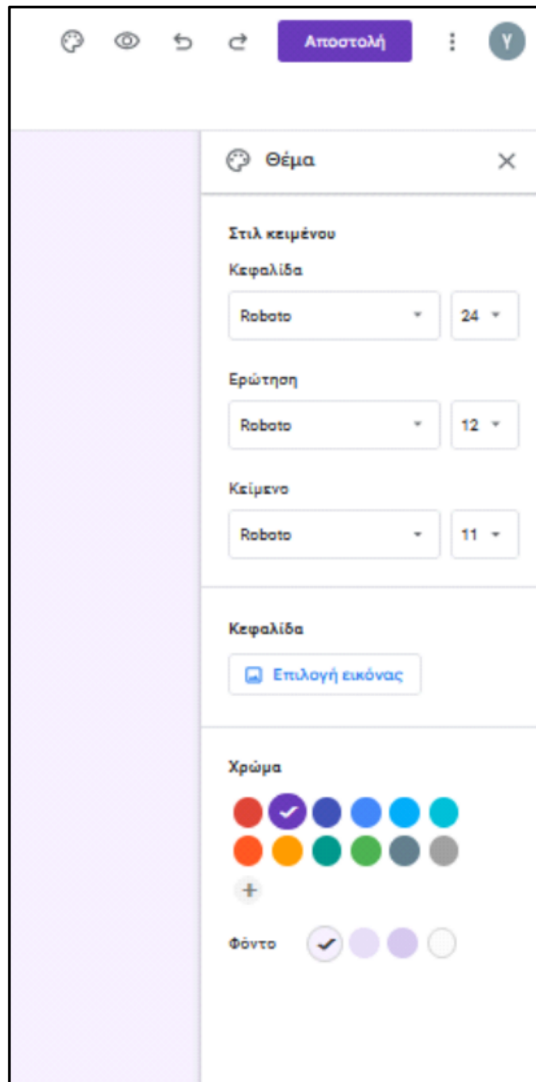 Αποστολή
Υ
Θέμα
Στιλ κειμένου
Κεφαλίδα
Roboto 24
Ερώτηση
Roboto 12
Κείμενο
Roboto 11
Κεφαλίδα
Επιλογή εικόνας
Χρώμα
Φόντο